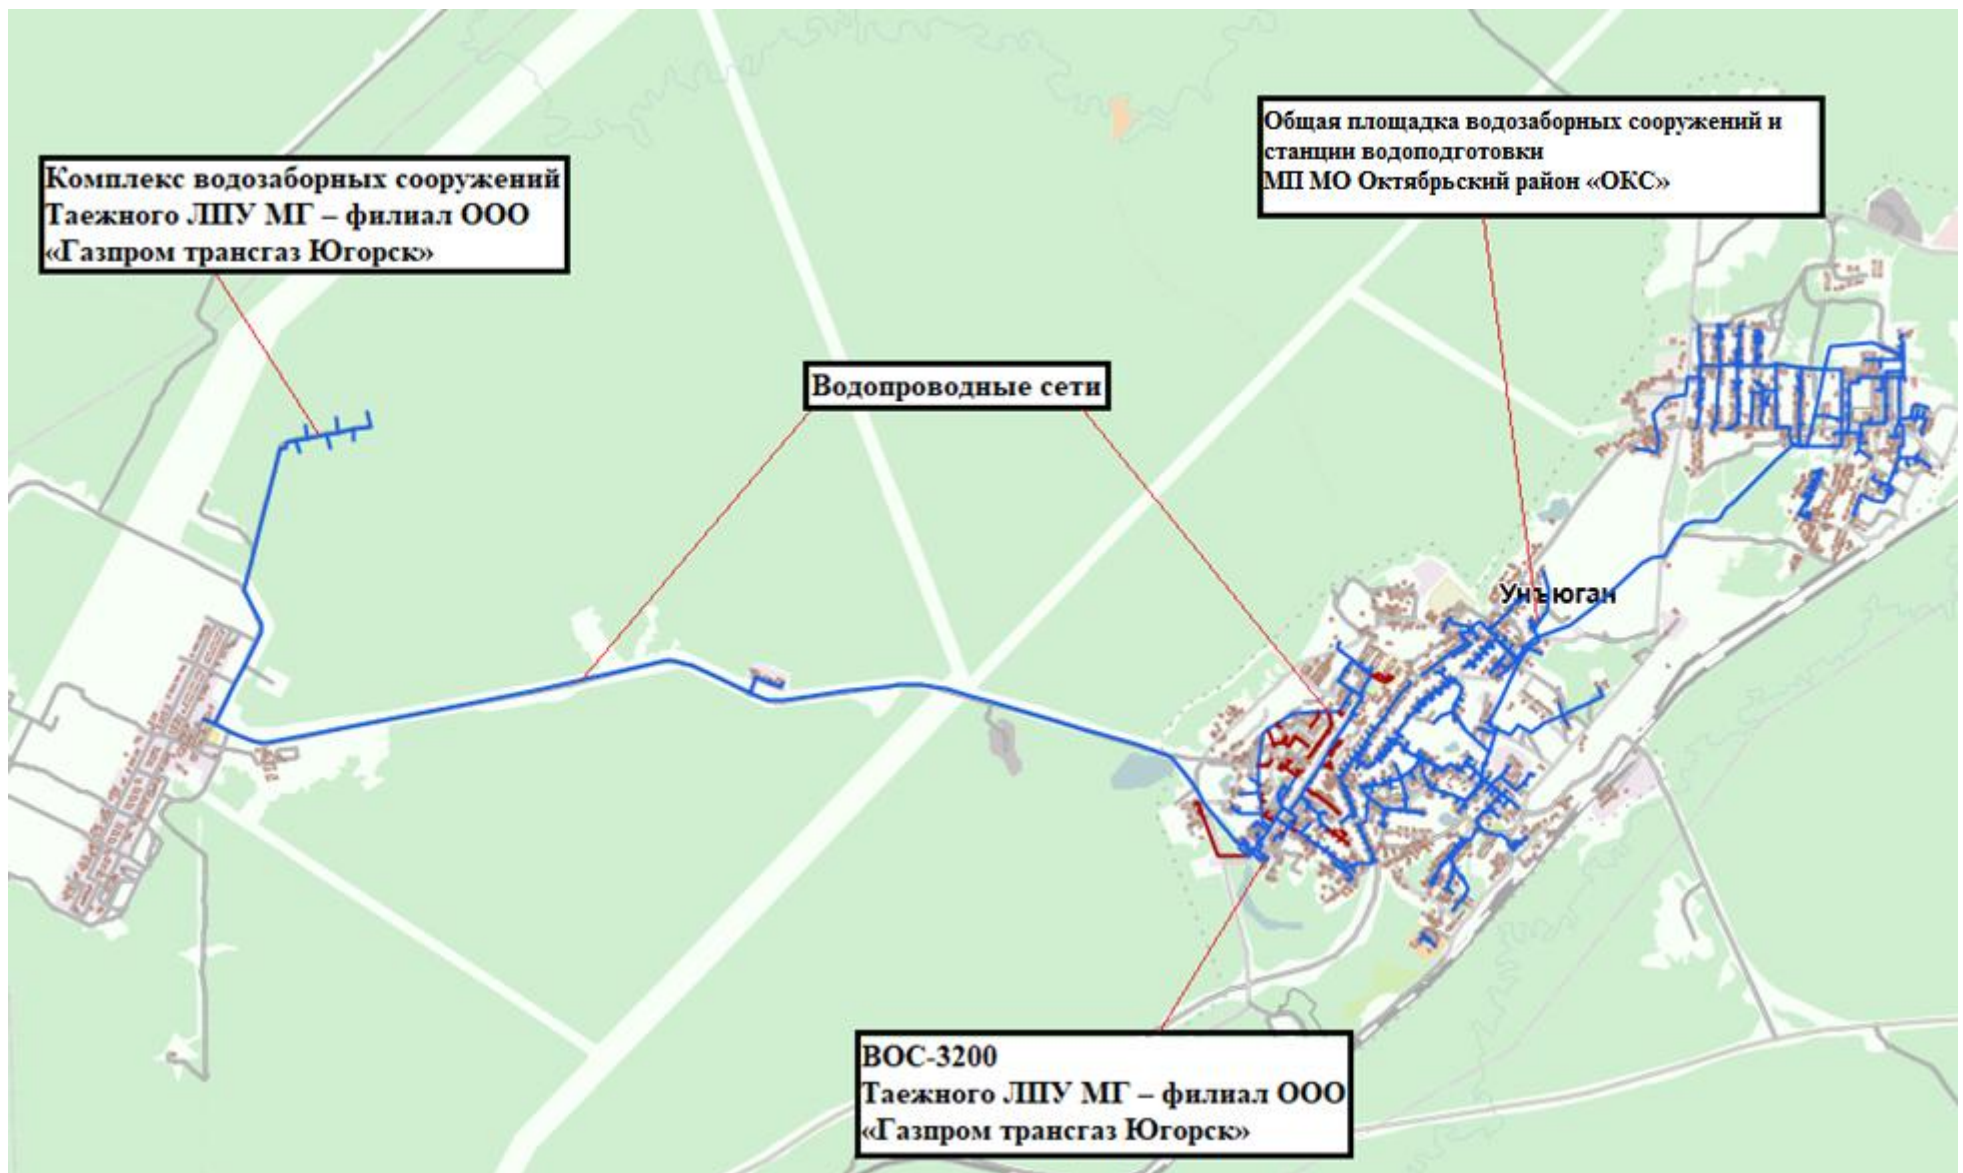 Общая площадка водозаборных сооружений и
станции водоподготовки
МП МО Октябрьский район «ОКС»
Комплекс водозаборных сооружений
Таежного ЛПУ МГ – филиал ООО
«Газпром трансгаз Югорск»
Водопроводные сети
Унъюган
ВОС-3200
Таежного ЛПУ МГ – филиал ООО
«Газпром трансгаз Югорск»